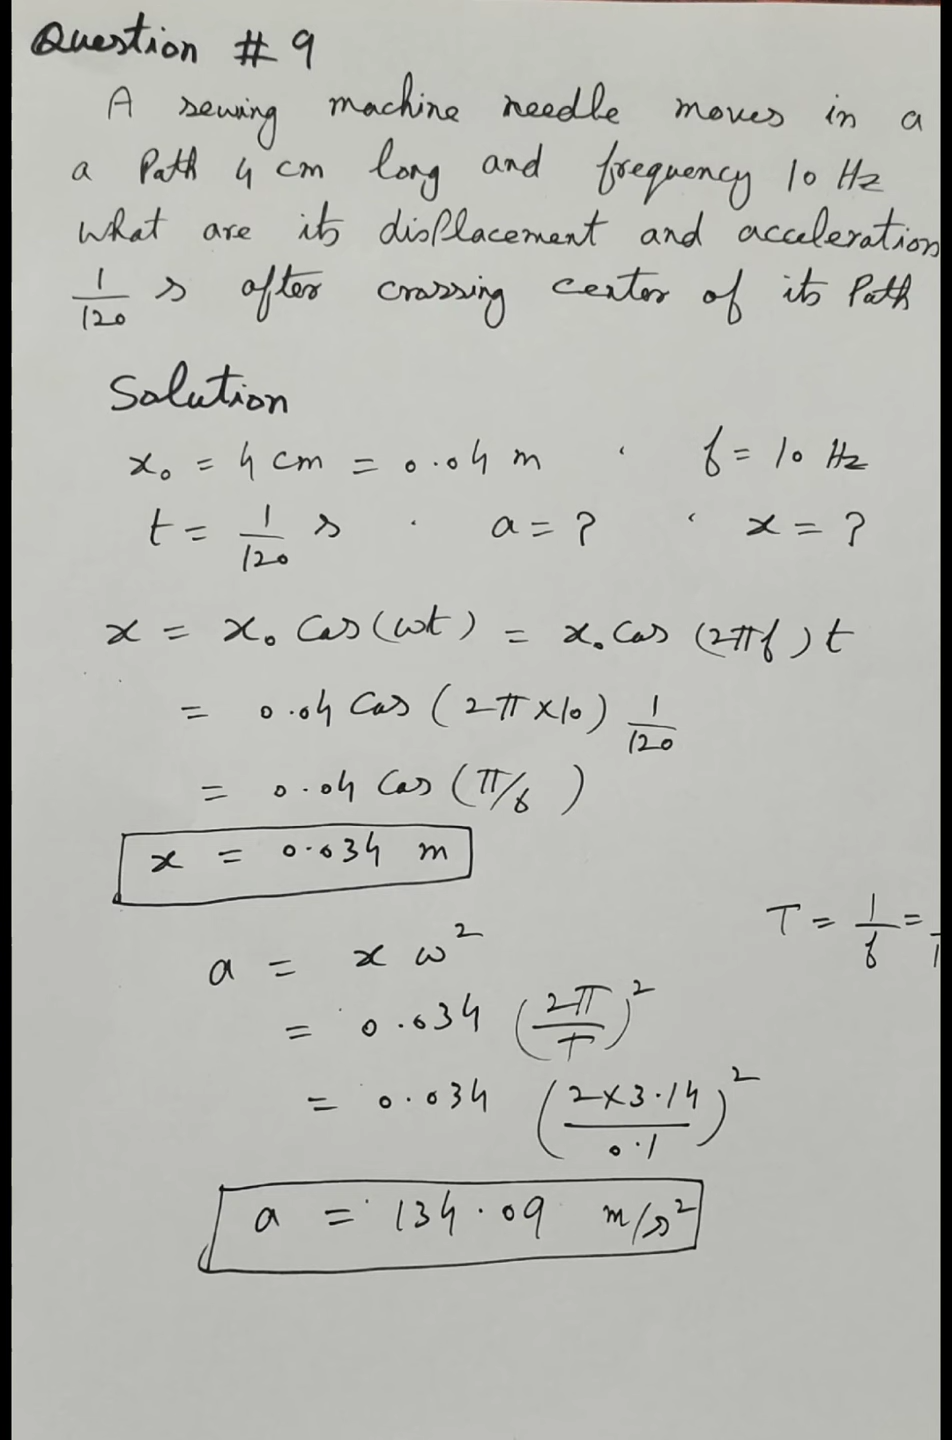 Question # 9
A sewing machine needle moves in a
a Path 4 cm long and frequency 10 Hz
what are its displacement and acceleration
1/120 s after crossing center of its Path
Solution
x₀ = 4 cm = 0.04 m , f = 10 Hz
t = 1/120 s . a = ? , x = ?
x = x₀ Cos(ωt) = x₀ Cos (2πf) t
= 0.04 Cos (2π×10) 1/120
= 0.04 Cos (π/6)
x = 0.034 m
T = 1/f =
a = x ω²
= 0.034 (2π/T)²
= 0.034 (2×3.14/0.1)²
a = 134.09 m/s²